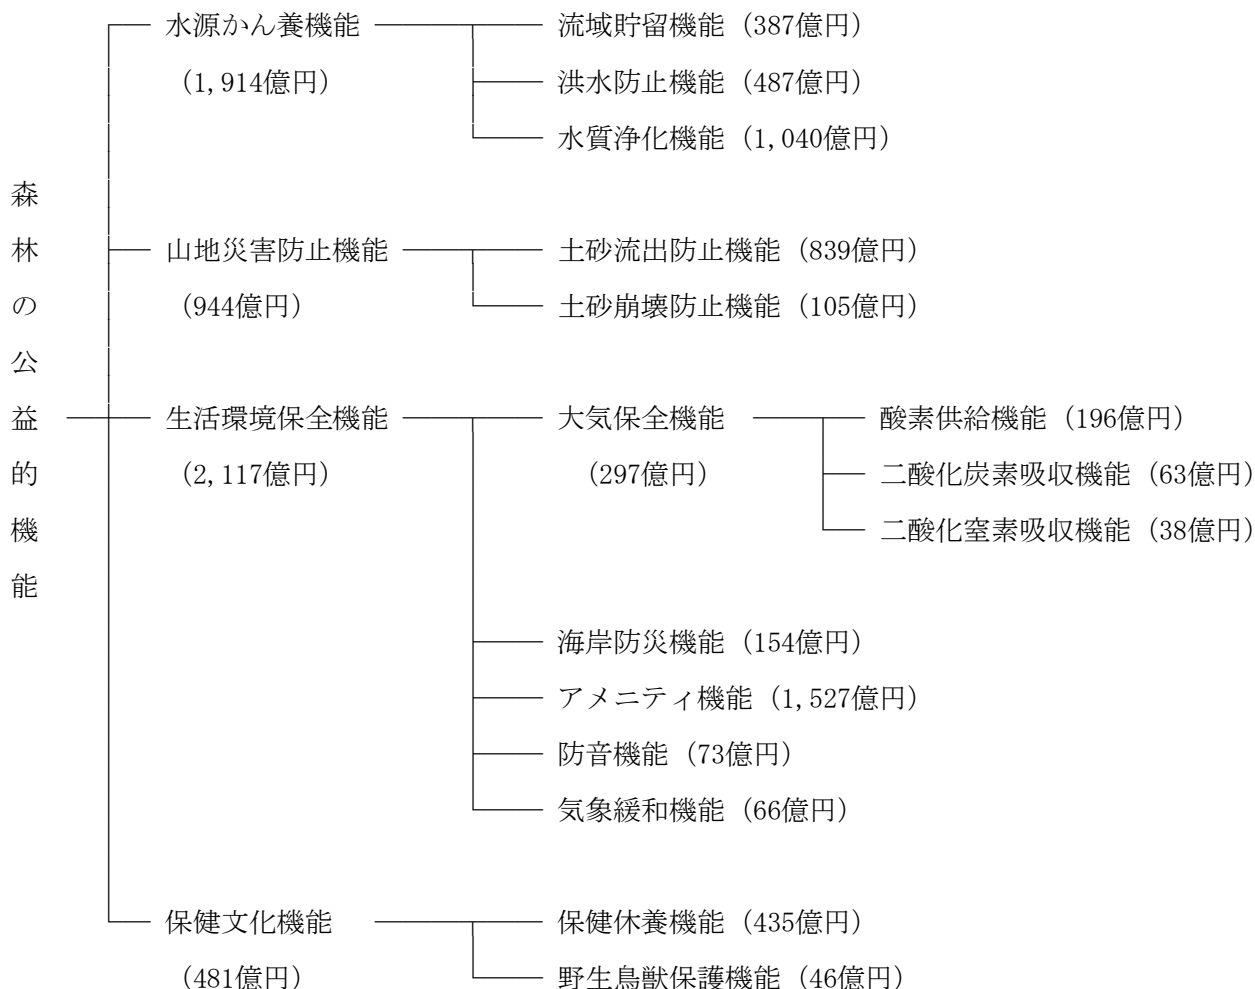 森林の公益的機能
水源かん養機能
（1,914億円）
流域貯留機能（387億円）
洪水防止機能（487億円）
水質浄化機能（1,040億円）
山地災害防止機能
（944億円）
土砂流出防止機能（839億円）
土砂崩壊防止機能（105億円）
生活環境保全機能
（2,117億円）
大気保全機能
（297億円）
酸素供給機能（196億円）
二酸化炭素吸収機能（63億円）
二酸化窒素吸収機能（38億円）
海岸防災機能（154億円）
アメニティ機能（1,527億円）
防音機能（73億円）
気象緩和機能（66億円）
保健文化機能
（481億円）
保健休養機能（435億円）
野生鳥獣保護機能（46億円）